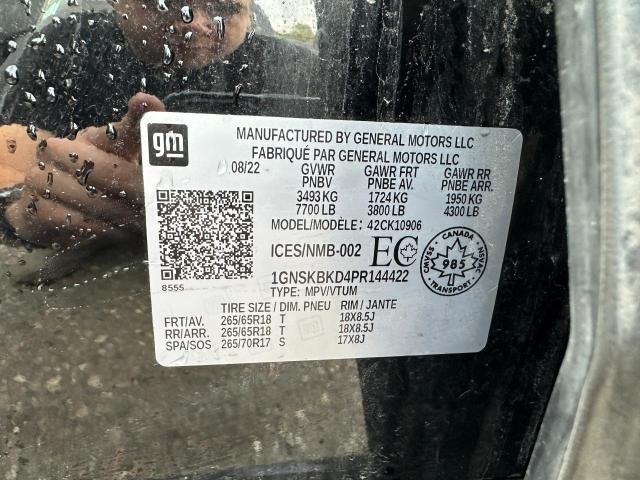 gm
MANUFACTURED BY GENERAL MOTORS LLC
FABRIQUÉ PAR GENERAL MOTORS LLC
08/22 GVWR GAWR FRT GAWR RR
PNBV PNBE AV. PNBE ARR.
3493 KG 1724 KG 1950 KG
7700 LB 3800 LB 4300 LB
MODEL/MODÈLE: 42CK10906
ICES/NMB-002 EC CANADA 985 SVAC NSVAC
1GNSKBKD4PR144422
8555 TYPE: MPV/VTUM
TIRE SIZE / DIM. PNEU RIM / JANTE
FRT/AV. 265/65R18 T 18X8.5J
RR/ARR. 265/65R18 T 18X8.5J
SPA/SOS 265/70R17 S 17X8J